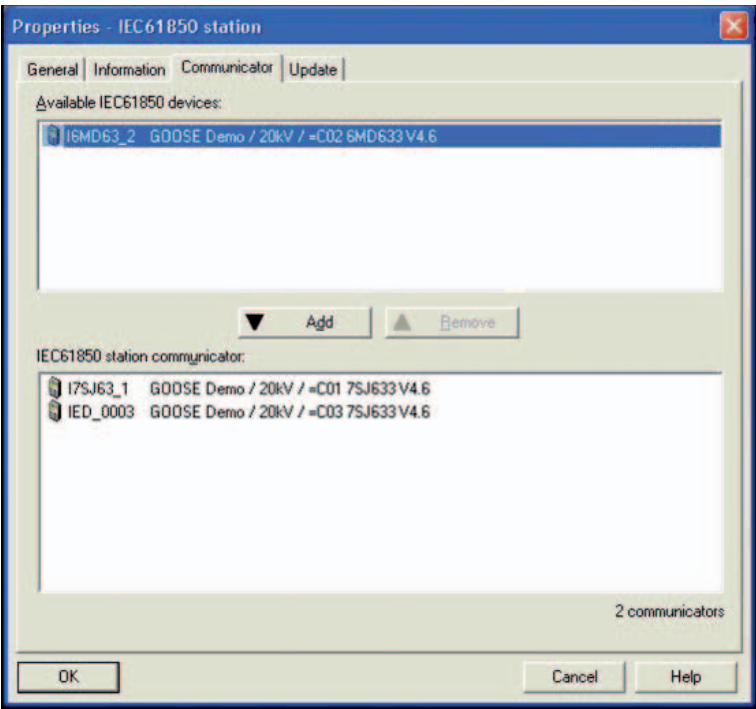 Properties - IEC61850 station
General Information Communicator Update
Available IEC61850 devices:
I6MD63_2 GOOSE Demo / 20kV / =C02 6MD633 V4.6
Add Remove
IEC61850 station communicator:
I7SJ63_1 GOOSE Demo / 20kV / =C01 7SJ633 V4.6
IED_0003 GOOSE Demo / 20kV / =C03 7SJ633 V4.6
2 communicators
OK Cancel Help